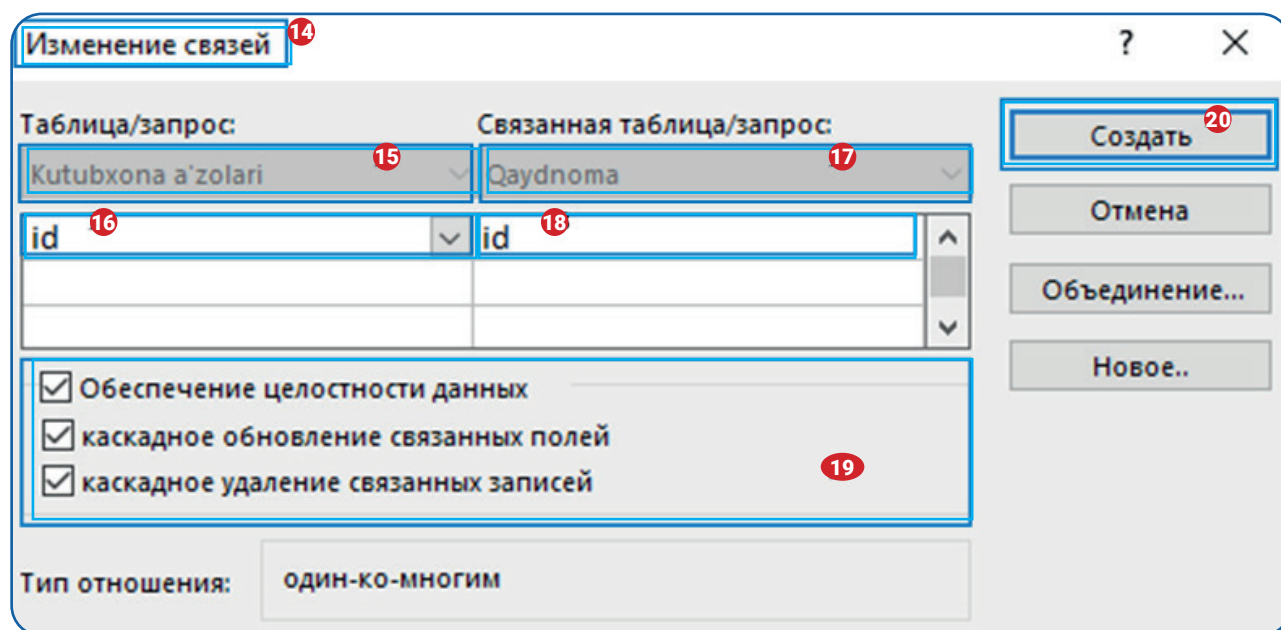 Изменение связей 14 ?
Таблица/запрос: Связанная таблица/запрос:
Kutubxona a'zolari 15 Qaydnoma 17
id 16 id 18
Обеспечение целостности данных
каскадное обновление связанных полей
каскадное удаление связанных записей
19
Тип отношения: один-ко-многим
Создать 20
Отмена
Объединение...
Новое..